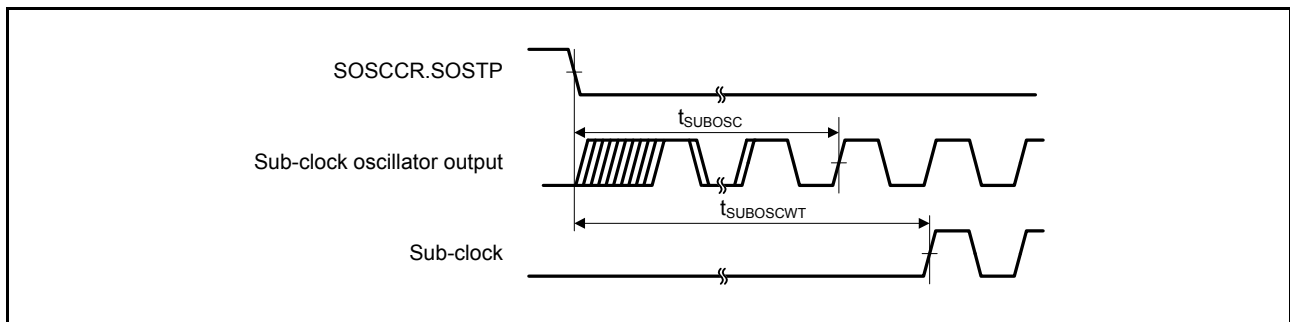 SOSCCR.SOSTP
tSUBOSC
Sub-clock oscillator output
tSUBOSCWT
Sub-clock